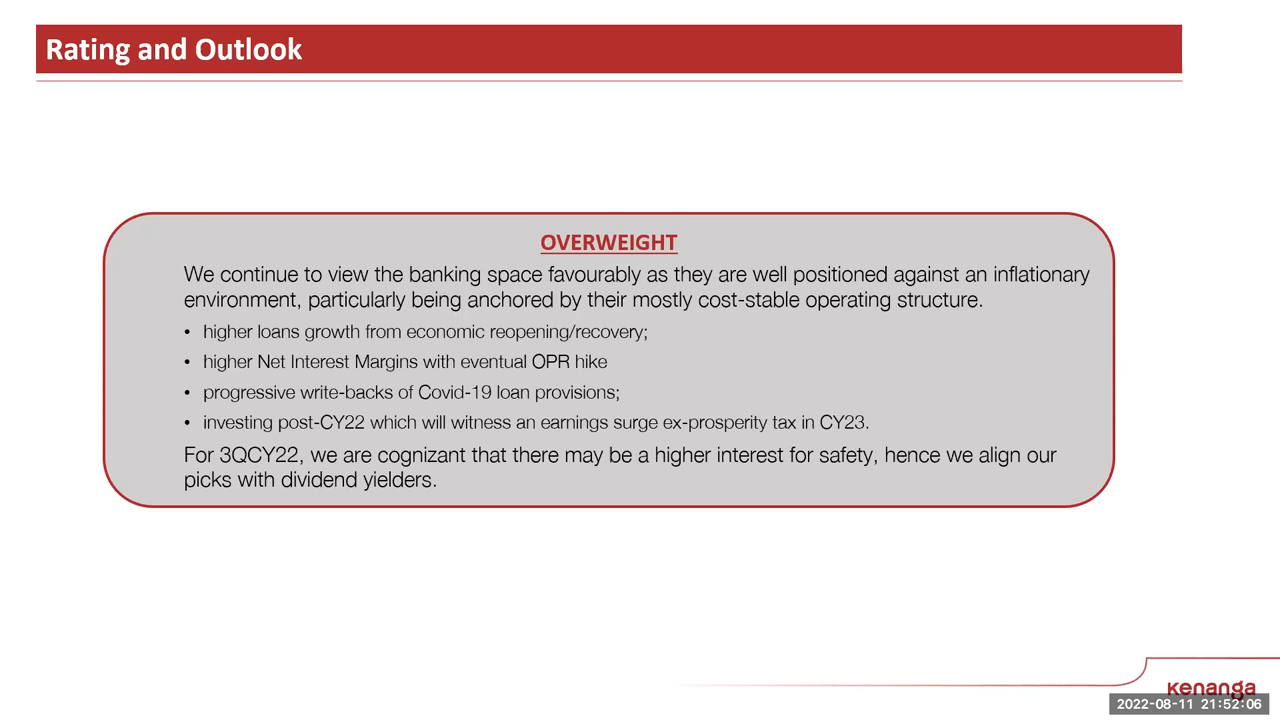 Rating and Outlook
OVERWEIGHT
We continue to view the banking space favourably as they are well positioned against an inflationary
environment, particularly being anchored by their mostly cost-stable operating structure.
• higher loans growth from economic reopening/recovery;
• higher Net Interest Margins with eventual OPR hike
• progressive write-backs of Covid-19 loan provisions;
• investing post-CY22 which will witness an earnings surge ex-prosperity tax in CY23.
For 3QCY22, we are cognizant that there may be a higher interest for safety, hence we align our
picks with dividend yielders.
kenanga
2022-08-11 21:52:06